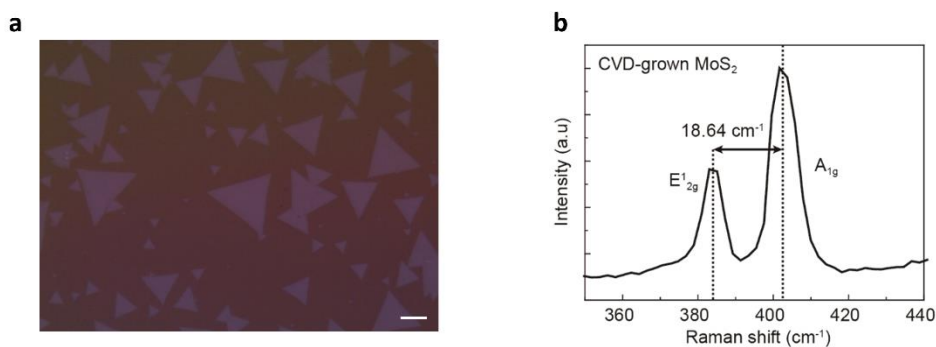 a
b
CVD-grown MoS₂
18.64 cm⁻¹
E¹₂g
A₁g
Intensity (a.u)
360 380 400 420 440
Raman shift (cm⁻¹)